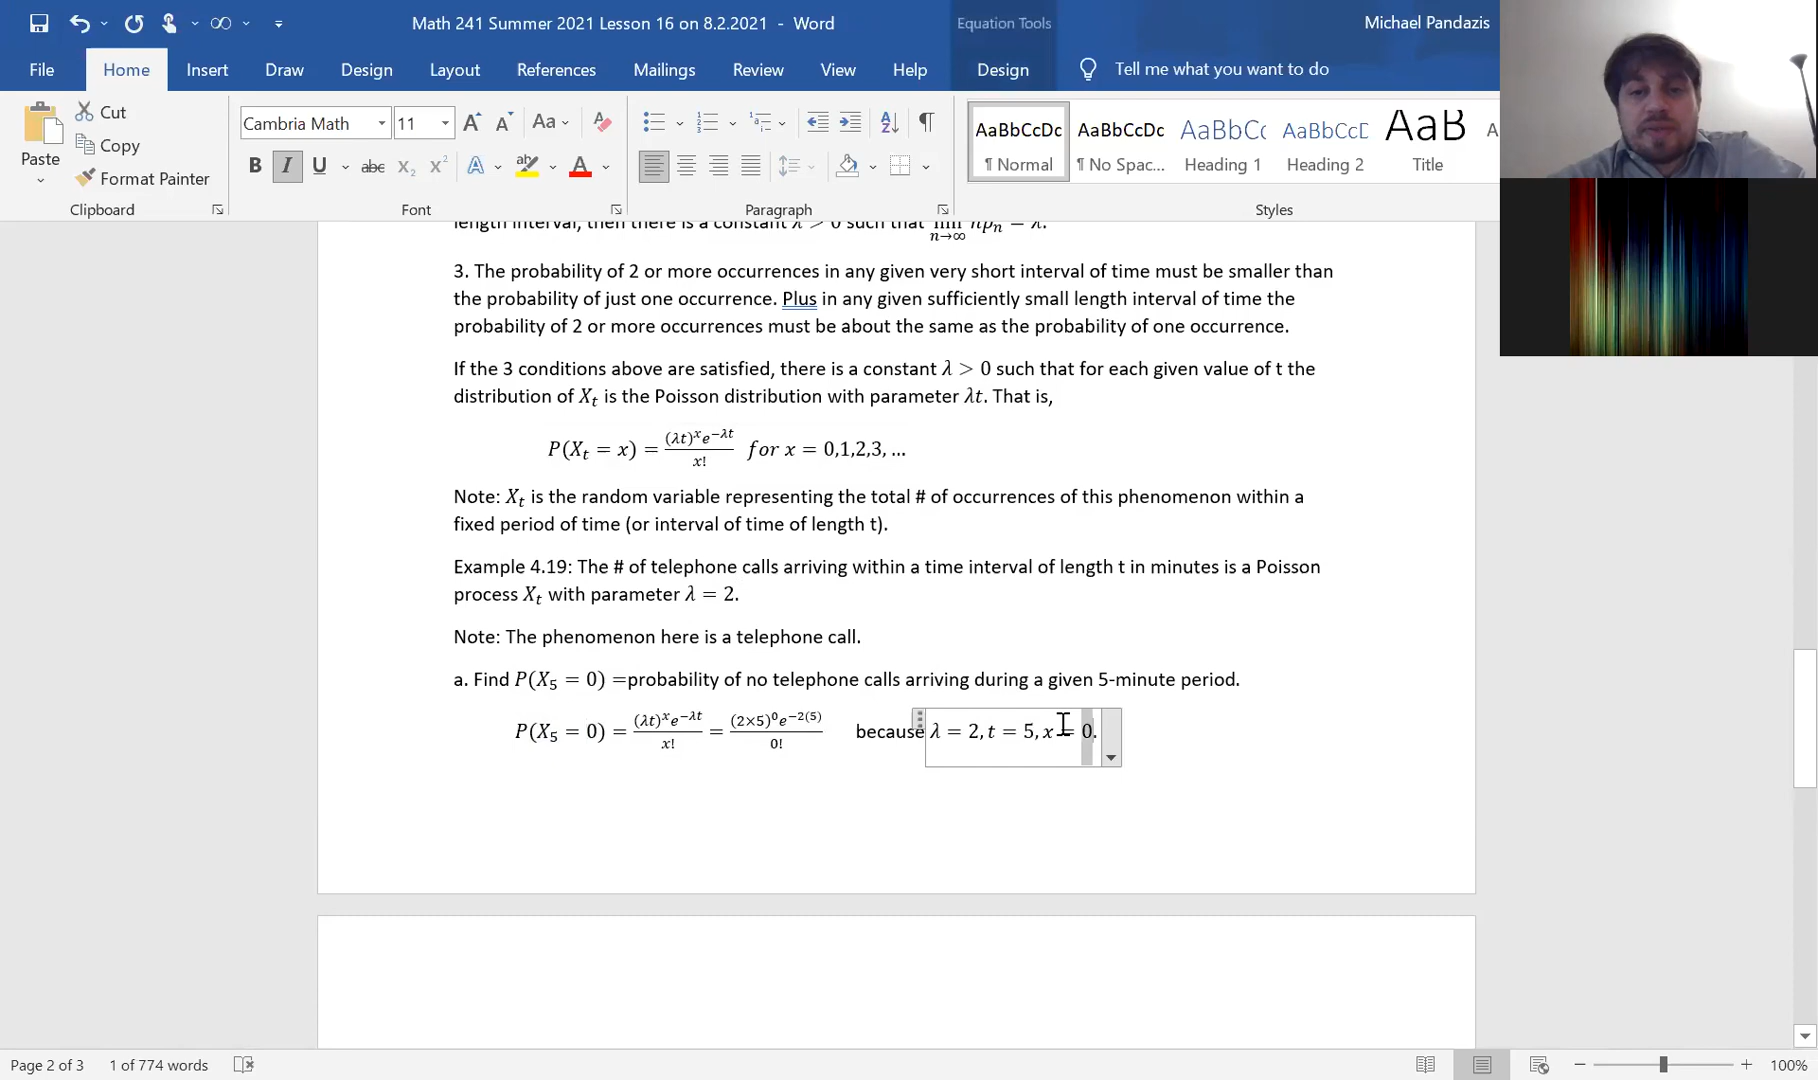 Math 241 Summer 2021 Lesson 16 on 8.2.2021 - Word
Equation Tools
Michael Pandazis
File Home Insert Draw Design Layout References Mailings Review View Help Design Tell me what you want to do
Paste
Cut
Copy
Format Painter
Clipboard
Cambria Math 11
Font
Paragraph
AaBbCcDc AaBbCcDc AaBbCc AaBbCcD AaB
¶ Normal ¶ No Spac... Heading 1 Heading 2 Title
Styles
length interval, then there is a constant λ > 0 such that lim n→∞ np_n = λ.
3. The probability of 2 or more occurrences in any given very short interval of time must be smaller than
the probability of just one occurrence. Plus in any given sufficiently small length interval of time the
probability of 2 or more occurrences must be about the same as the probability of one occurrence.
If the 3 conditions above are satisfied, there is a constant λ > 0 such that for each given value of t the
distribution of X_t is the Poisson distribution with parameter λt. That is,
P(X_t = x) = (λt)^x e^{-λt} / x! for x = 0,1,2,3, ...
Note: X_t is the random variable representing the total # of occurrences of this phenomenon within a
fixed period of time (or interval of time of length t).
Example 4.19: The # of telephone calls arriving within a time interval of length t in minutes is a Poisson
process X_t with parameter λ = 2.
Note: The phenomenon here is a telephone call.
a. Find P(X_5 = 0) =probability of no telephone calls arriving during a given 5-minute period.
P(X_5 = 0) = (λt)^x e^{-λt} / x! = (2×5)^0 e^{-2(5)} / 0! because λ = 2, t = 5, x = 0.
Page 2 of 3 1 of 774 words
100%